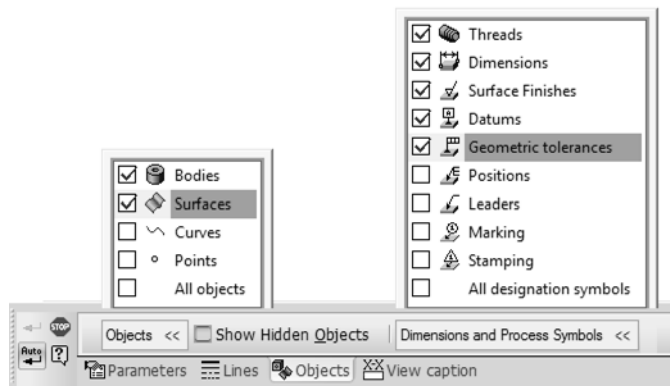 Threads
Dimensions
Surface Finishes
Datums
Geometric tolerances
Positions
Leaders
Marking
Stamping
All designation symbols
Bodies
Surfaces
Curves
Points
All objects
STOP
Auto
Objects << Show Hidden Objects Dimensions and Process Symbols <<
Parameters Lines Objects X-X View caption